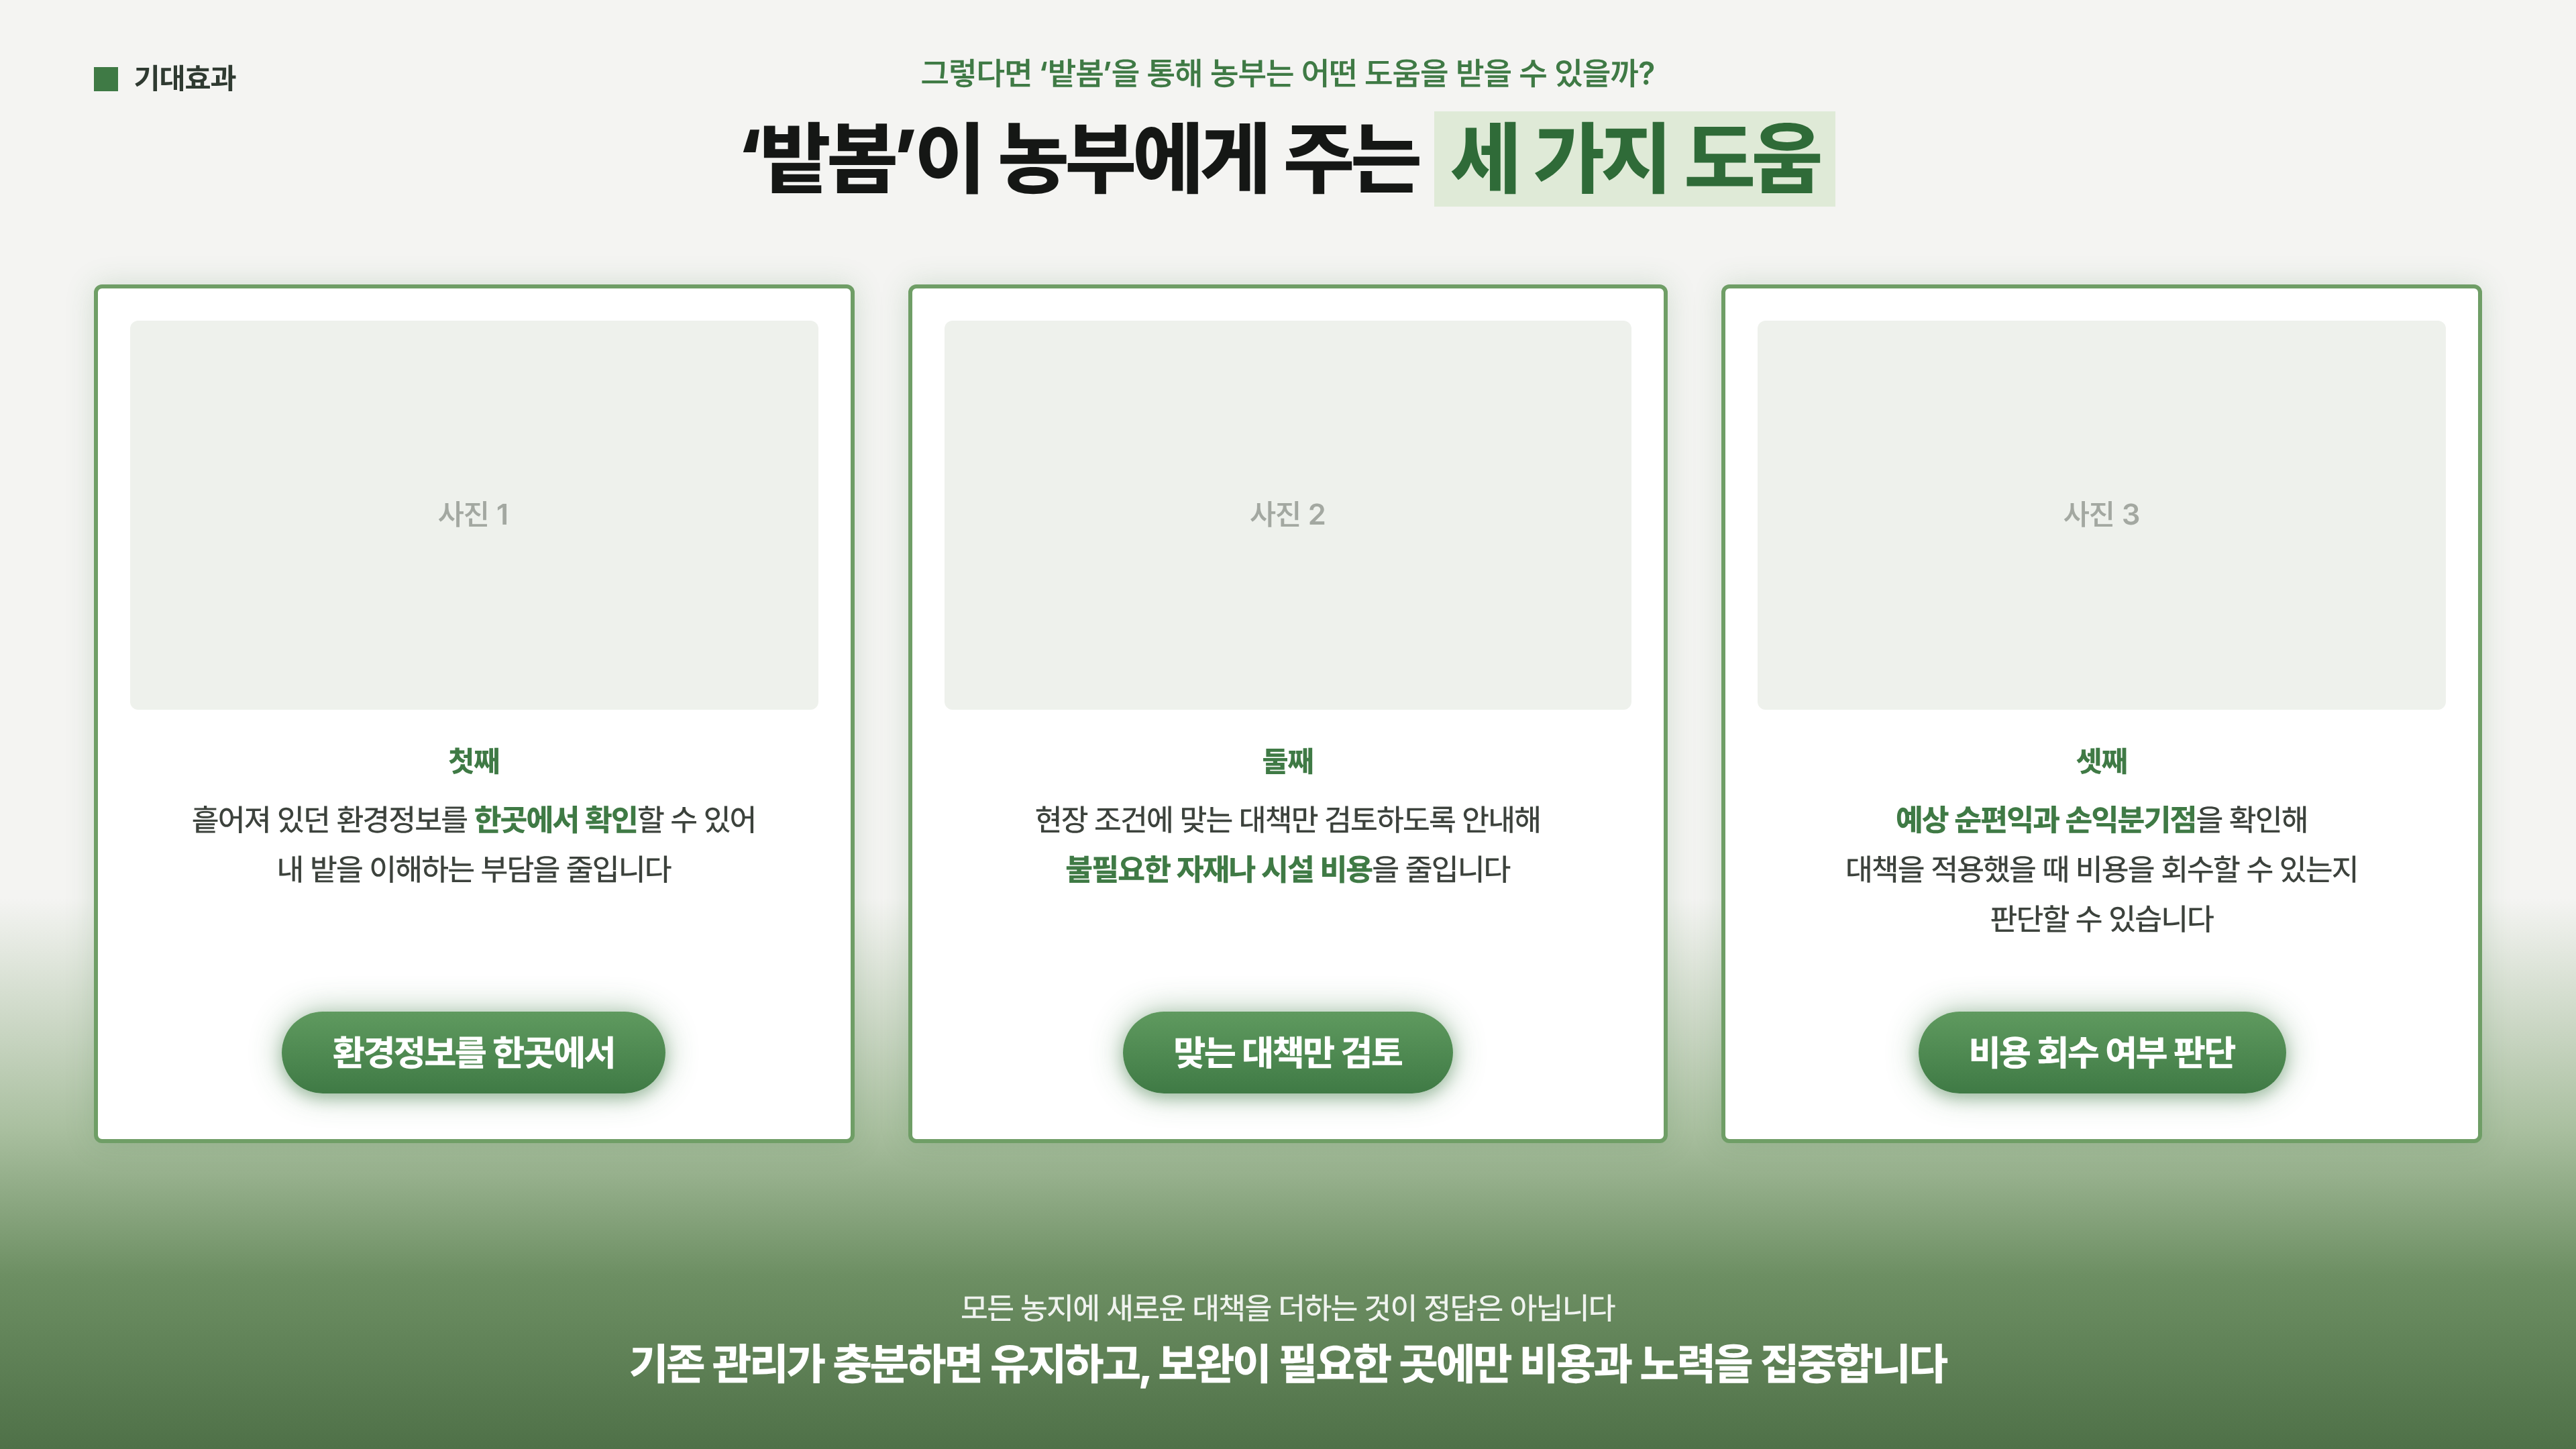 기대효과
그렇다면 ‘밭봄’을 통해 농부는 어떤 도움을 받을 수 있을까?
‘밭봄’이 농부에게 주는 세 가지 도움
사진 1
첫째
흩어져 있던 환경정보를 한곳에서 확인할 수 있어
내 밭을 이해하는 부담을 줄입니다
환경정보를 한곳에서
사진 2
둘째
현장 조건에 맞는 대책만 검토하도록 안내해
불필요한 자재나 시설 비용을 줄입니다
맞는 대책만 검토
사진 3
셋째
예상 순편익과 손익분기점을 확인해
대책을 적용했을 때 비용을 회수할 수 있는지
판단할 수 있습니다
비용 회수 여부 판단
모든 농지에 새로운 대책을 더하는 것이 정답은 아닙니다
기존 관리가 충분하면 유지하고, 보완이 필요한 곳에만 비용과 노력을 집중합니다